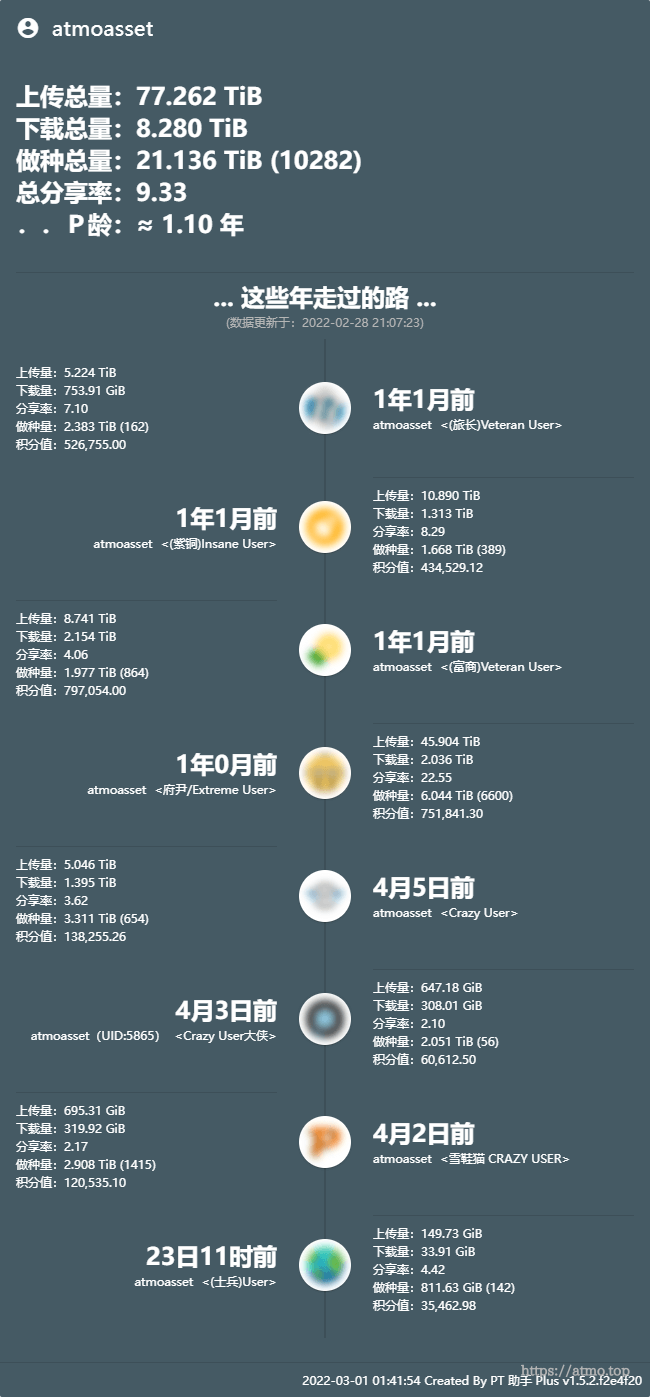 atmoasset
上传总量：77.262 TiB
下载总量：8.280 TiB
做种总量：21.136 TiB (10282)
总分享率：9.33
．．Ｐ龄：≈ 1.10 年
... 这些年走过的路 ...
(数据更新于：2022-02-28 21:07:23)
上传量：5.224 TiB
下载量：753.91 GiB
分享率：7.10
做种量：2.383 TiB (162)
积分值：526,755.00
1年1月前
atmoasset <(旅长)Veteran User>
1年1月前
atmoasset <(紫铜)Insane User>
上传量：10.890 TiB
下载量：1.313 TiB
分享率：8.29
做种量：1.668 TiB (389)
积分值：434,529.12
上传量：8.741 TiB
下载量：2.154 TiB
分享率：4.06
做种量：1.977 TiB (864)
积分值：797,054.00
1年1月前
atmoasset <(富商)Veteran User>
1年0月前
atmoasset <府尹/Extreme User>
上传量：45.904 TiB
下载量：2.036 TiB
分享率：22.55
做种量：6.044 TiB (6600)
积分值：751,841.30
上传量：5.046 TiB
下载量：1.395 TiB
分享率：3.62
做种量：3.311 TiB (654)
积分值：138,255.26
4月5日前
atmoasset <Crazy User>
4月3日前
atmoasset（UID:5865） <Crazy User大侠>
上传量：647.18 GiB
下载量：308.01 GiB
分享率：2.10
做种量：2.051 TiB (56)
积分值：60,612.50
上传量：695.31 GiB
下载量：319.92 GiB
分享率：2.17
做种量：2.908 TiB (1415)
积分值：120,535.10
4月2日前
atmoasset <雪鞋猫 CRAZY USER>
23日11时前
atmoasset <(士兵)User>
上传量：149.73 GiB
下载量：33.91 GiB
分享率：4.42
做种量：811.63 GiB (142)
积分值：35,462.98
https://atmo.top
2022-03-01 01:41:54 Created By PT 助手 Plus v1.5.2.f2e4f20